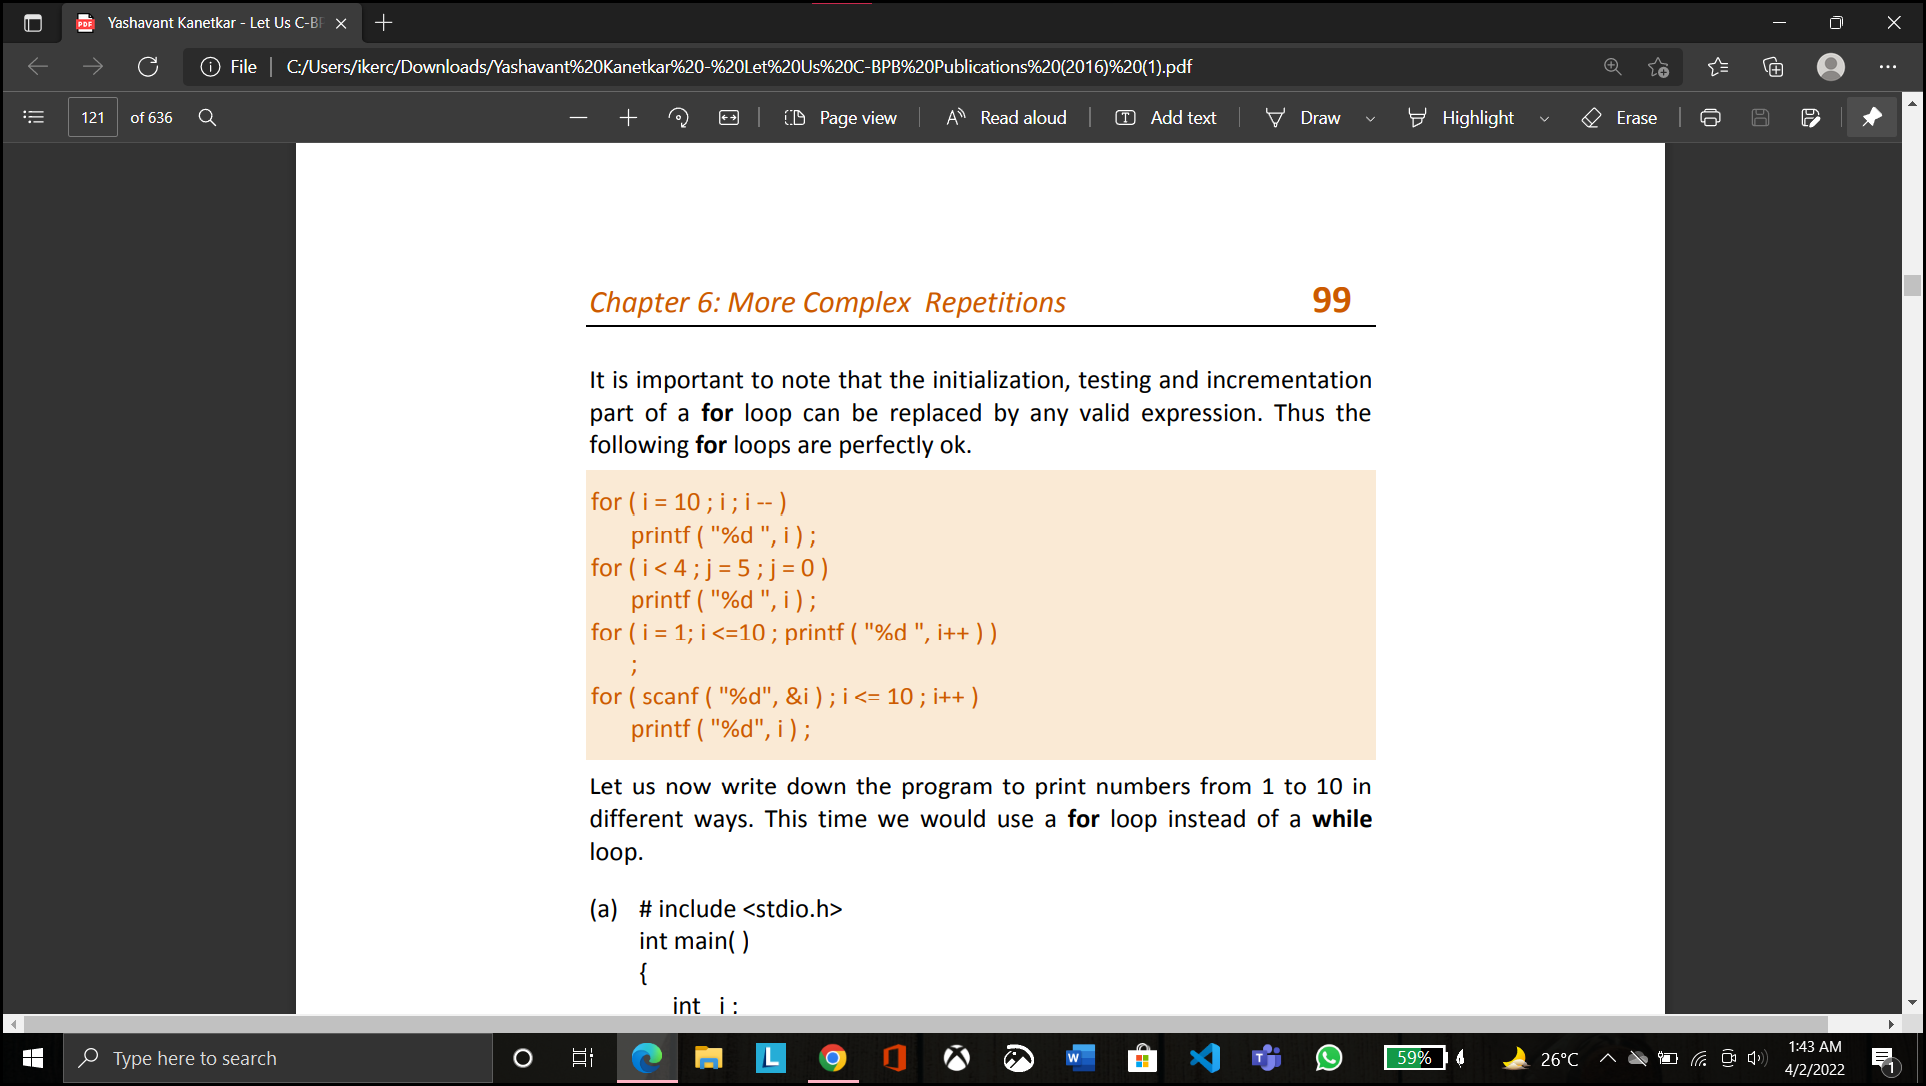 Yashavant Kanetkar - Let Us C-BP
File
C:/Users/ikerc/Downloads/Yashavant%20Kanetkar%20-%20Let%20Us%20C-BPB%20Publications%20(2016)%20(1).pdf
121 of 636 Page view Read aloud Add text Draw Highlight Erase
Chapter 6: More Complex Repetitions 99
It is important to note that the initialization, testing and incrementation
part of a for loop can be replaced by any valid expression. Thus the
following for loops are perfectly ok.
for ( i = 10 ; i ; i -- )
printf ( "%d ", i ) ;
for ( i < 4 ; j = 5 ; j = 0 )
printf ( "%d ", i ) ;
for ( i = 1; i <=10 ; printf ( "%d ", i++ ) )
;
for ( scanf ( "%d", &i ) ; i <= 10 ; i++ )
printf ( "%d", i ) ;
Let us now write down the program to print numbers from 1 to 10 in
different ways. This time we would use a for loop instead of a while
loop.
(a) # include <stdio.h>
int main( )
{
int i ;
Type here to search
59%
26°C
1:43 AM
4/2/2022
1